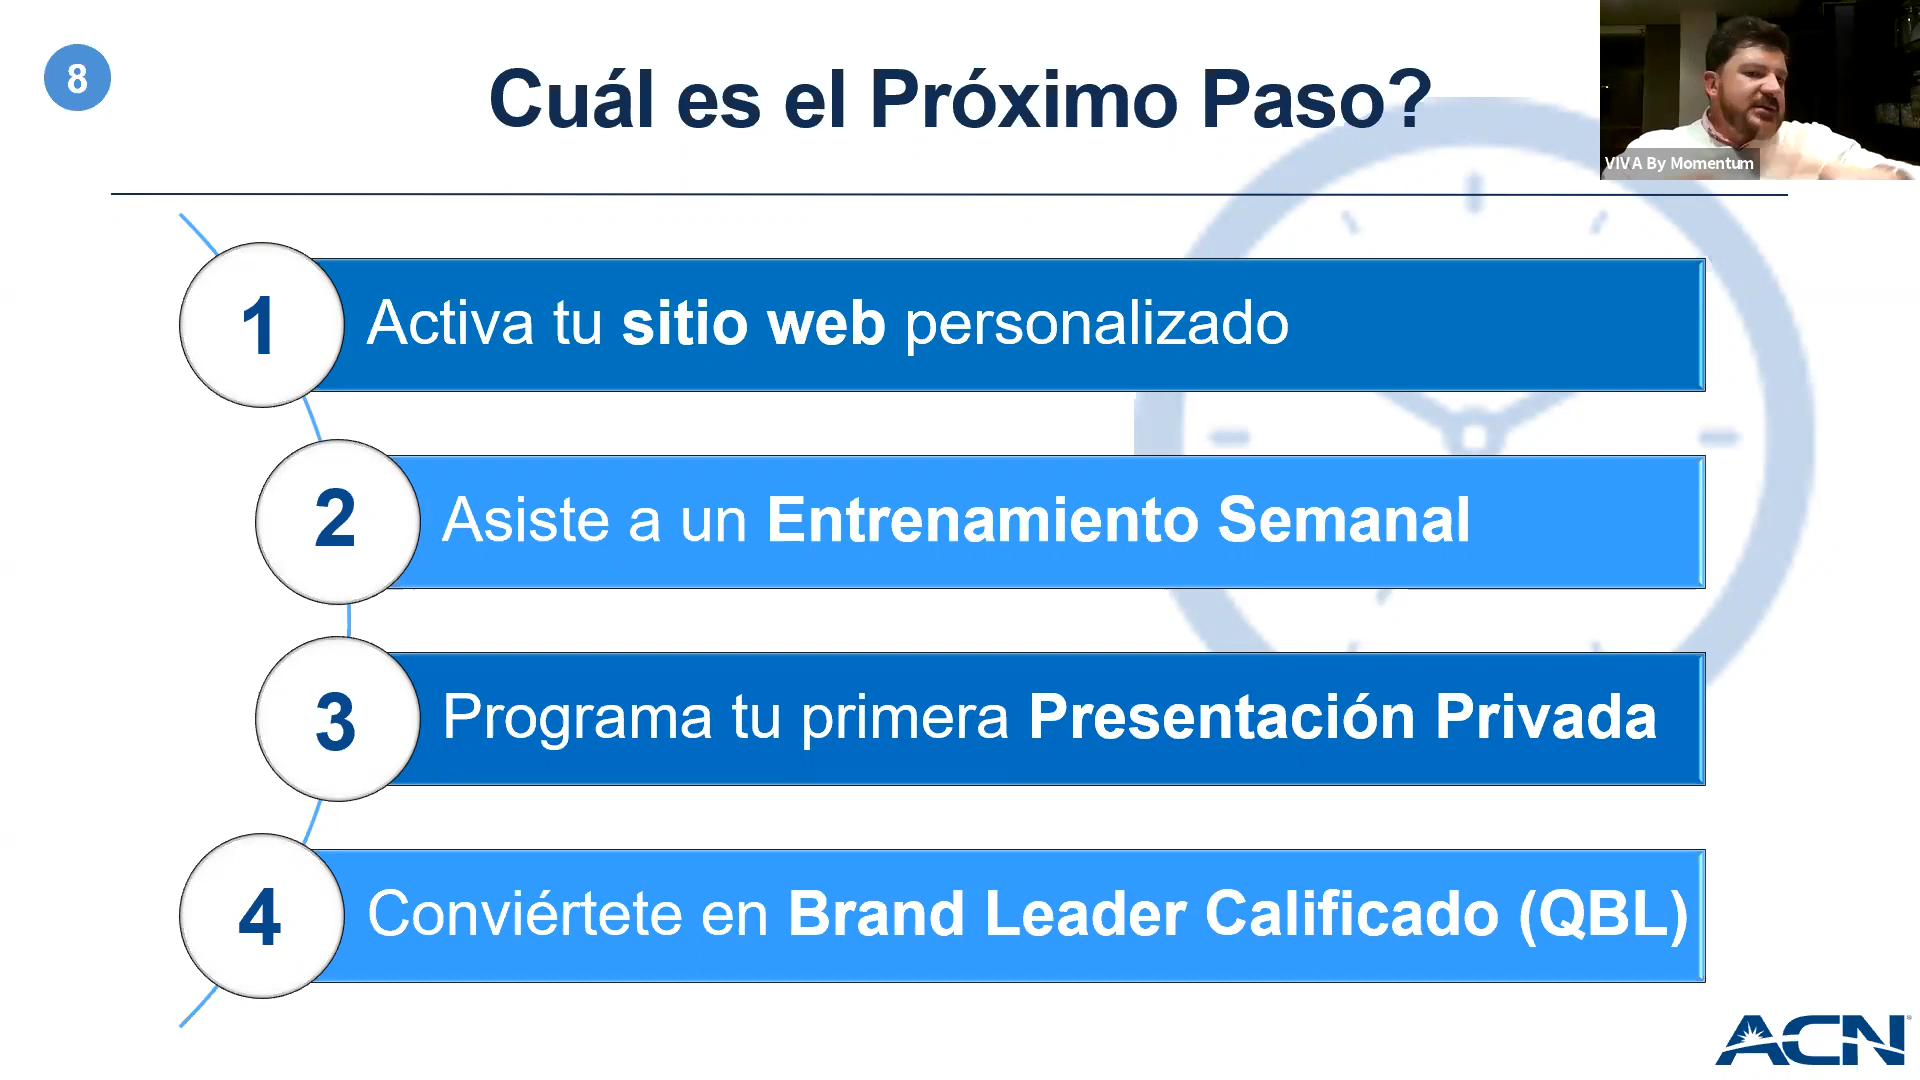 8
Cuál es el Próximo Paso?
VIVA By Momentum
1
Activa tu sitio web personalizado
2
Asiste a un Entrenamiento Semanal
3
Programa tu primera Presentación Privada
4
Conviértete en Brand Leader Calificado (QBL)
ACN